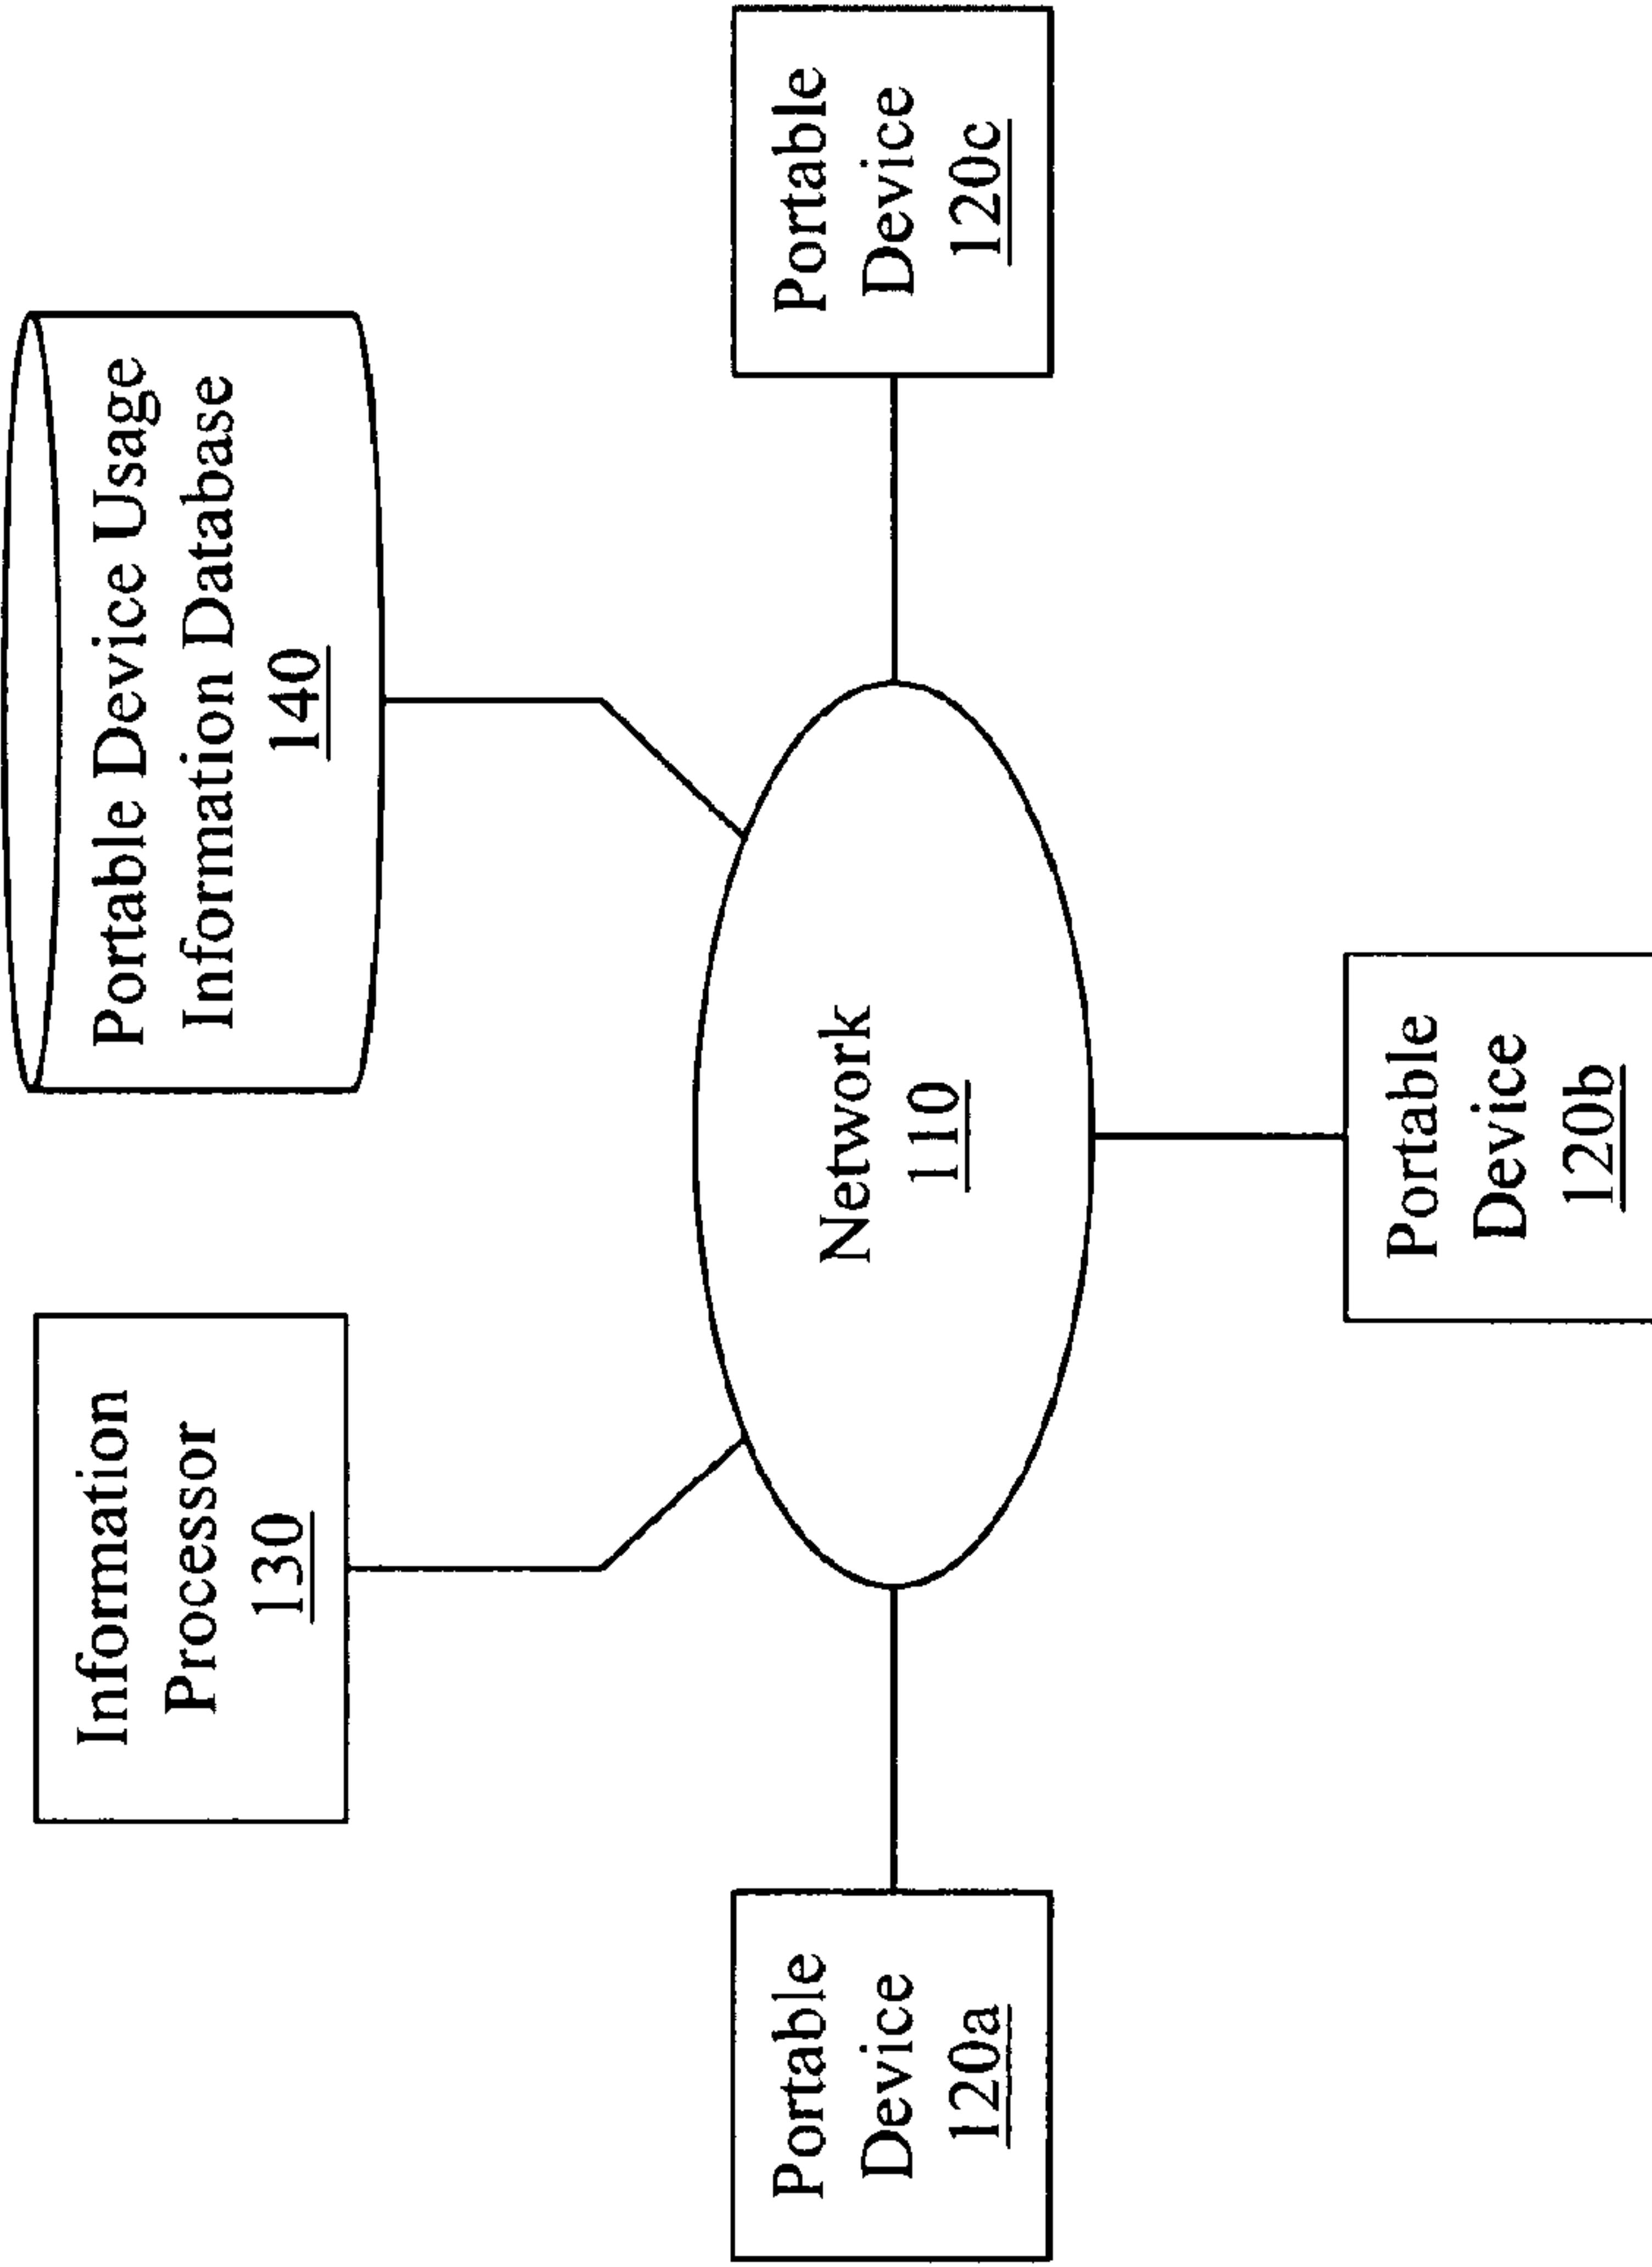 Information
Processor
130
Portable Device Usage
Information Database
140
Portable
Device
120a
Network
110
Portable
Device
120c
Portable
Device
120b